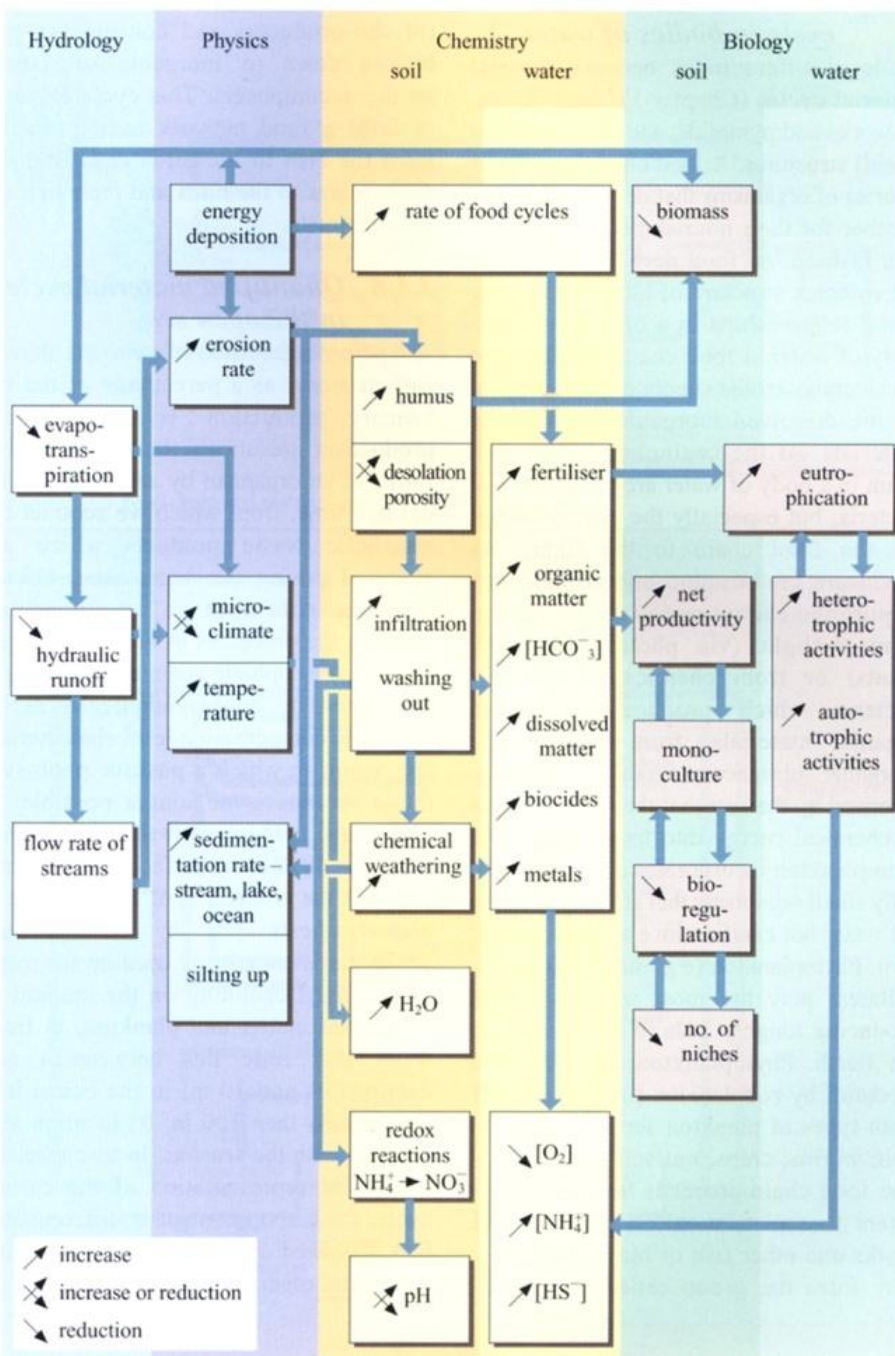 Hydrology
Physics
Chemistry
soil
water
Biology
soil
water
energy
deposition
rate of food cycles
biomass
erosion
rate
humus
desolation
porosity
evapo-
trans-
piration
fertiliser
eutro-
phication
organic
matter
[HCO⁻₃]
dissolved
matter
biocides
metals
micro-
climate
tempe-
rature
infiltration
washing
out
net
productivity
hetero-
trophic
activities
auto-
trophic
activities
hydraulic
runoff
mono-
culture
flow rate of
streams
sedimen-
tation rate –
stream, lake,
ocean
silting up
chemical
weathering
bio-
regu-
lation
H₂O
no. of
niches
redox
reactions
NH₄⁺ → NO₃⁻
[O₂]
[NH₄⁺]
[HS⁻]
pH
increase
increase or reduction
reduction